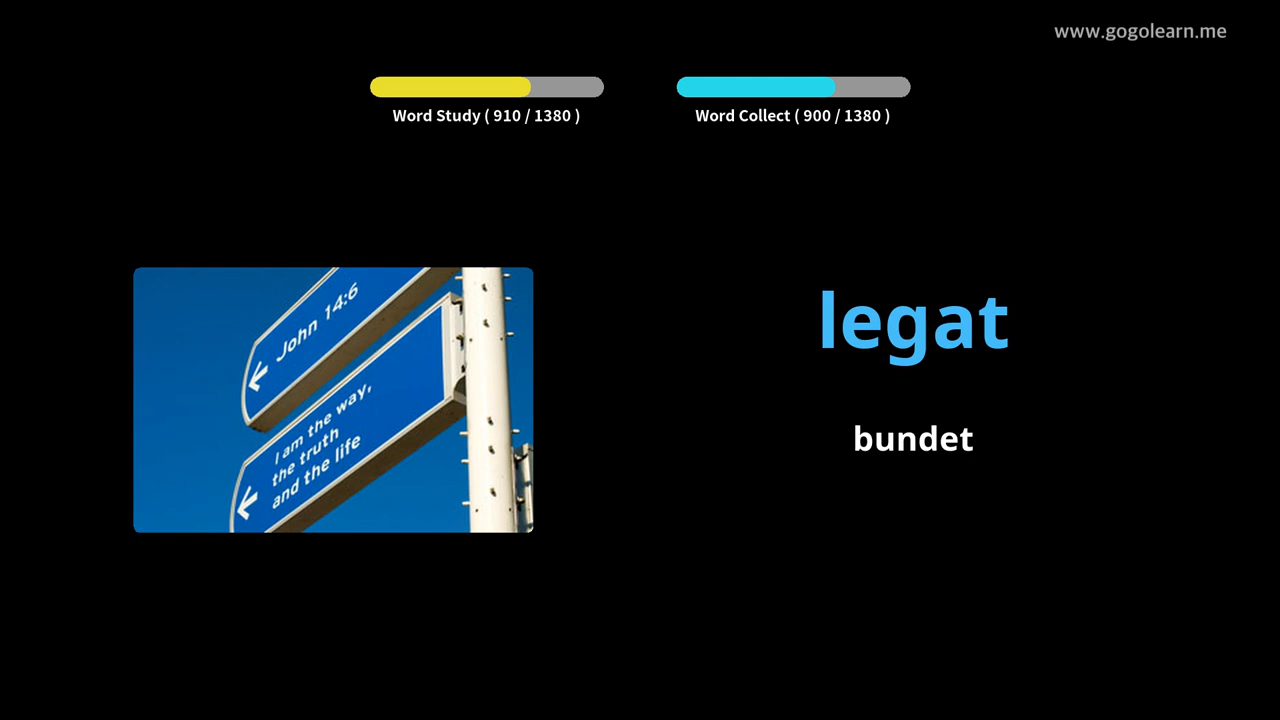 www.gogolearn.me
Word Study ( 910 / 1380 )
Word Collect ( 900 / 1380 )
John 14:6
I am the way,
the truth
and the life
legat
bundet